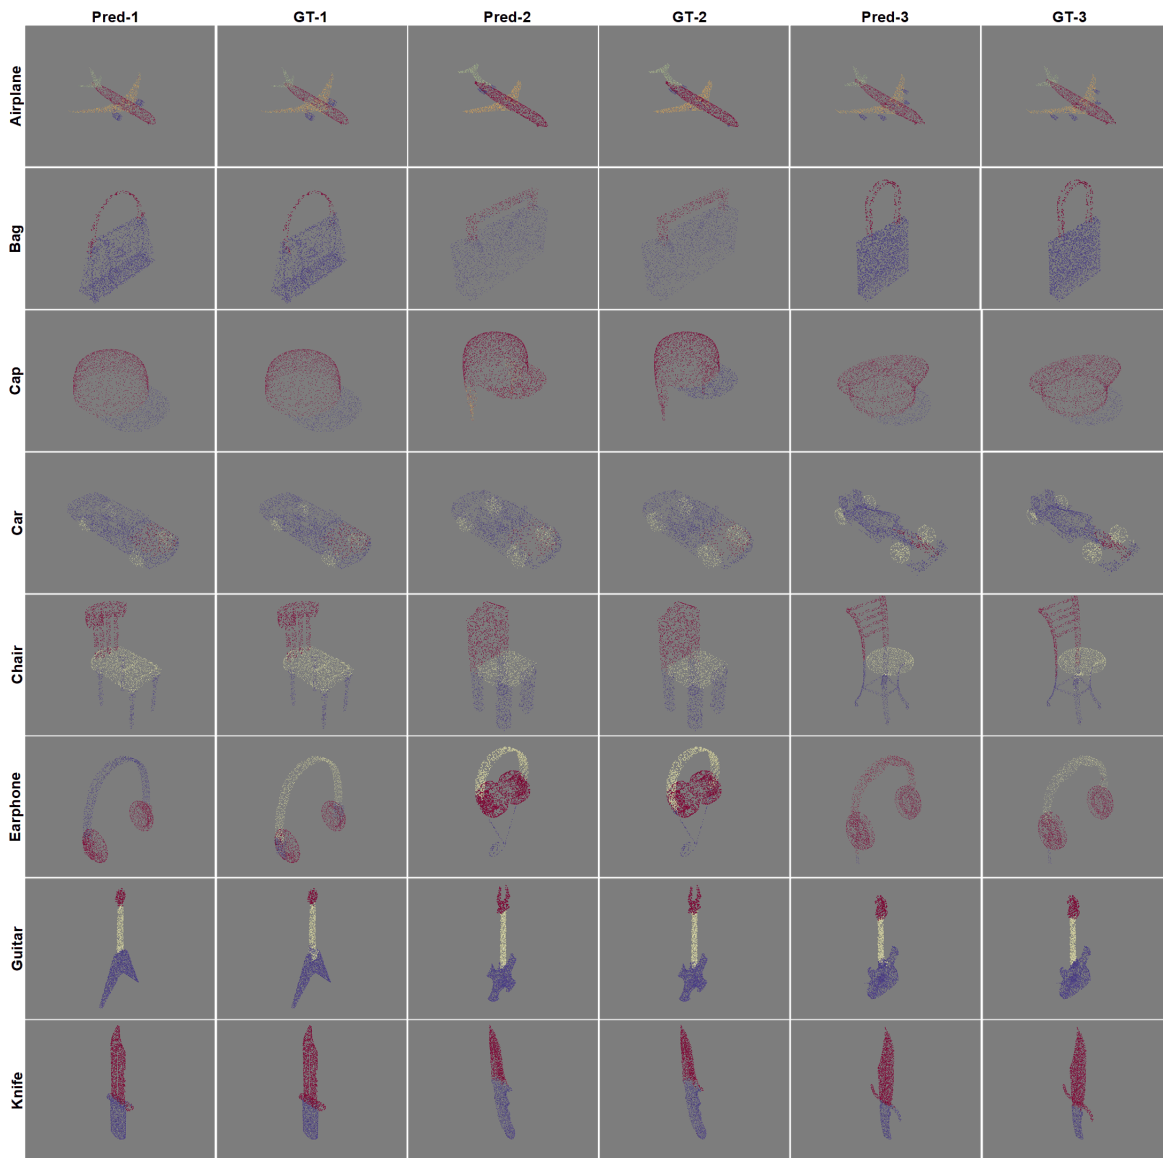 Pred-1 GT-1 Pred-2 GT-2 Pred-3 GT-3
Airplane
Bag
Cap
Car
Chair
Earphone
Guitar
Knife